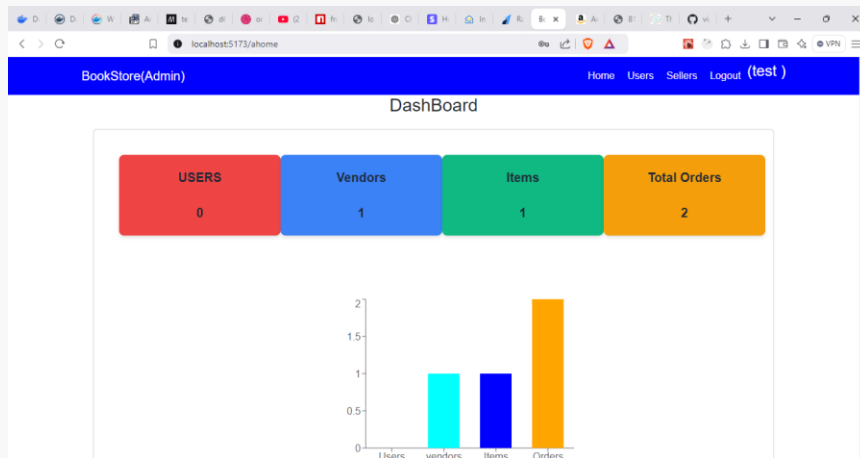 localhost:5173/ahome
VPN
BookStore(Admin)
Home Users Sellers Logout (test )
DashBoard
USERS Vendors Items Total Orders
0 1 1 2
2
1.5
1
0.5
0
Users vendors Items Orders